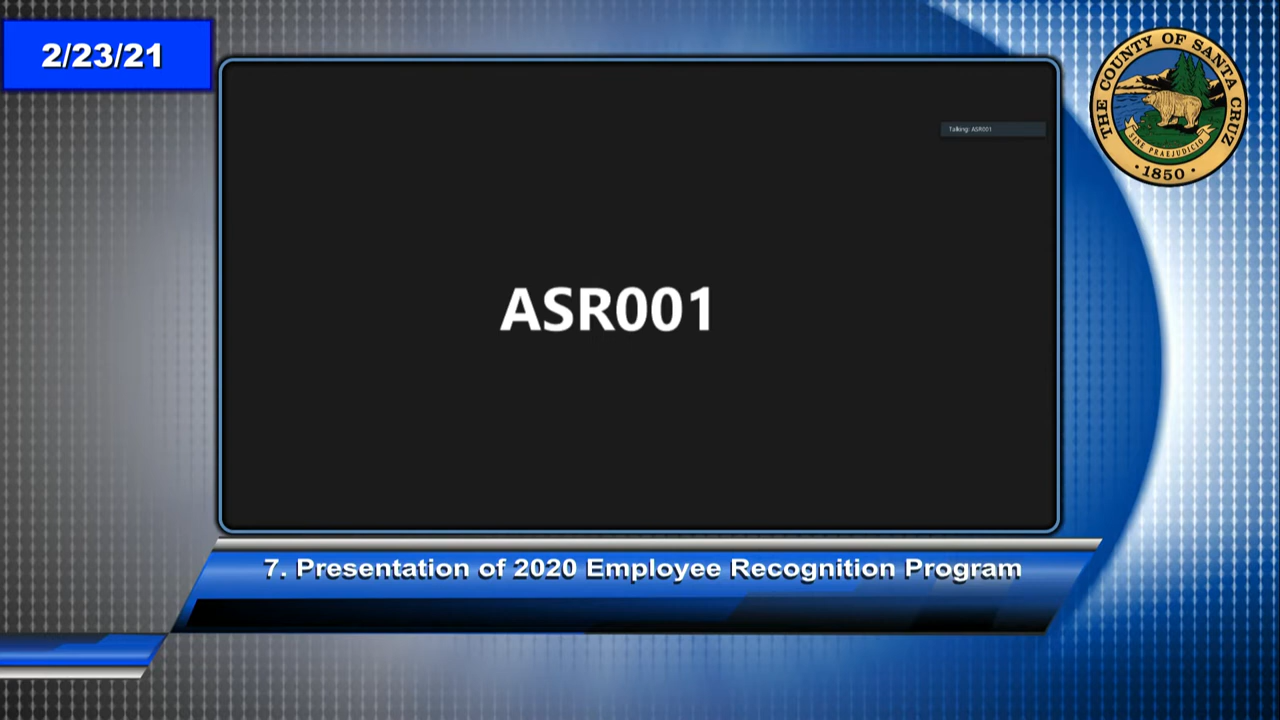 2/23/21
THE COUNTY OF SANTA CRUZ
SINE PRAEJUDICIO
• 1850 •
Talking: ASR001
ASR001
7. Presentation of 2020 Employee Recognition Program